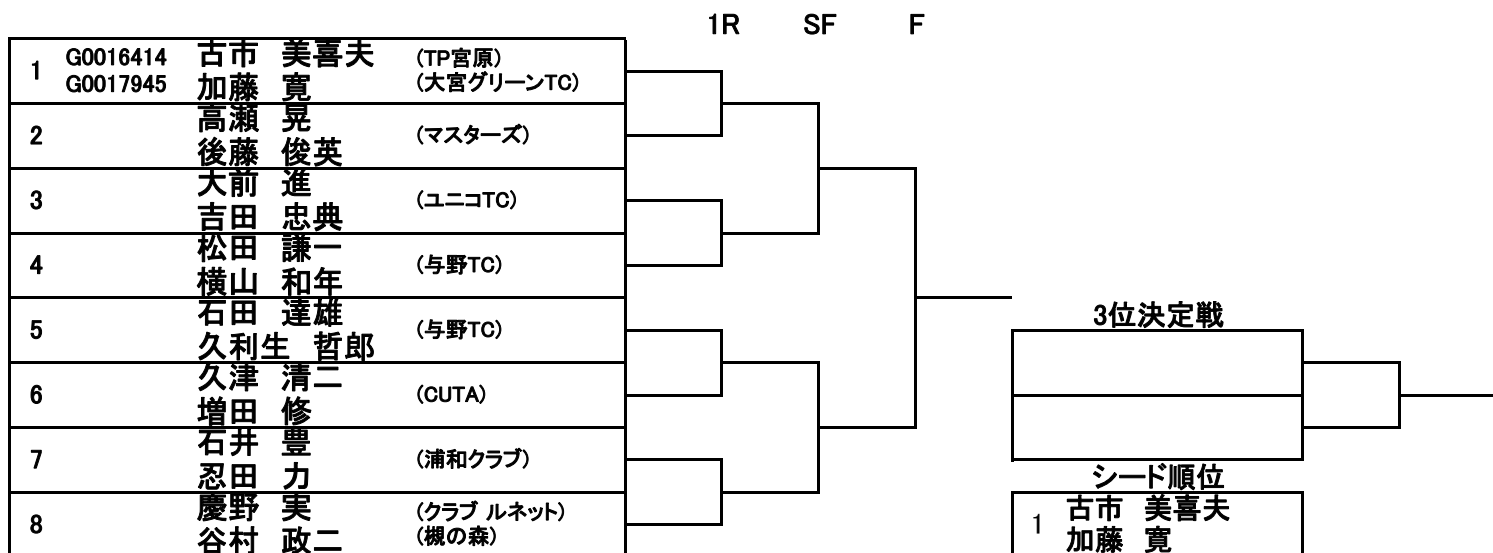 1R SF F
1 G0016414 古市 美喜夫 (TP宮原)
G0017945 加藤 寛 (大宮グリーンTC)
高瀬 晃
2 (マスターズ)
後藤 俊英
大前 進
3 (ユニコTC)
吉田 忠典
松田 謙一
4 (与野TC)
横山 和年
石田 達雄
5 (与野TC)
久利生 哲郎
久津 清二
6 (CUTA)
増田 修
石井 豊
7 (浦和クラブ)
忍田 力
8 慶野 実 (クラブ ルネット)
谷村 政二 (槻の森)
3位決定戦
シード順位
1 古市 美喜夫
加藤 寛